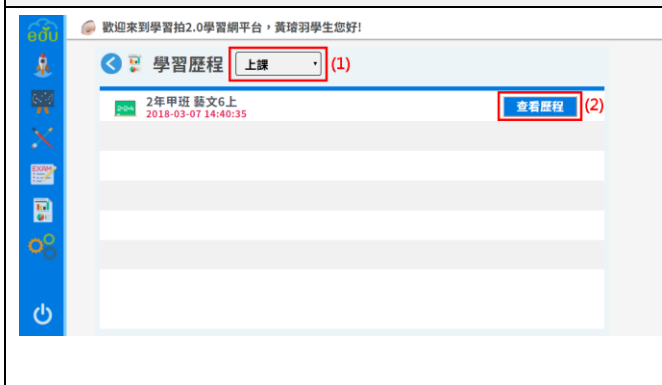 edu
歡迎來到學習拍2.0學習網平台,黃瑲羽學生您好!
學習歷程 上課 (1)
2年甲班 藝文6上 查看歷程 (2)
2018-03-07 14:40:35
EXAM